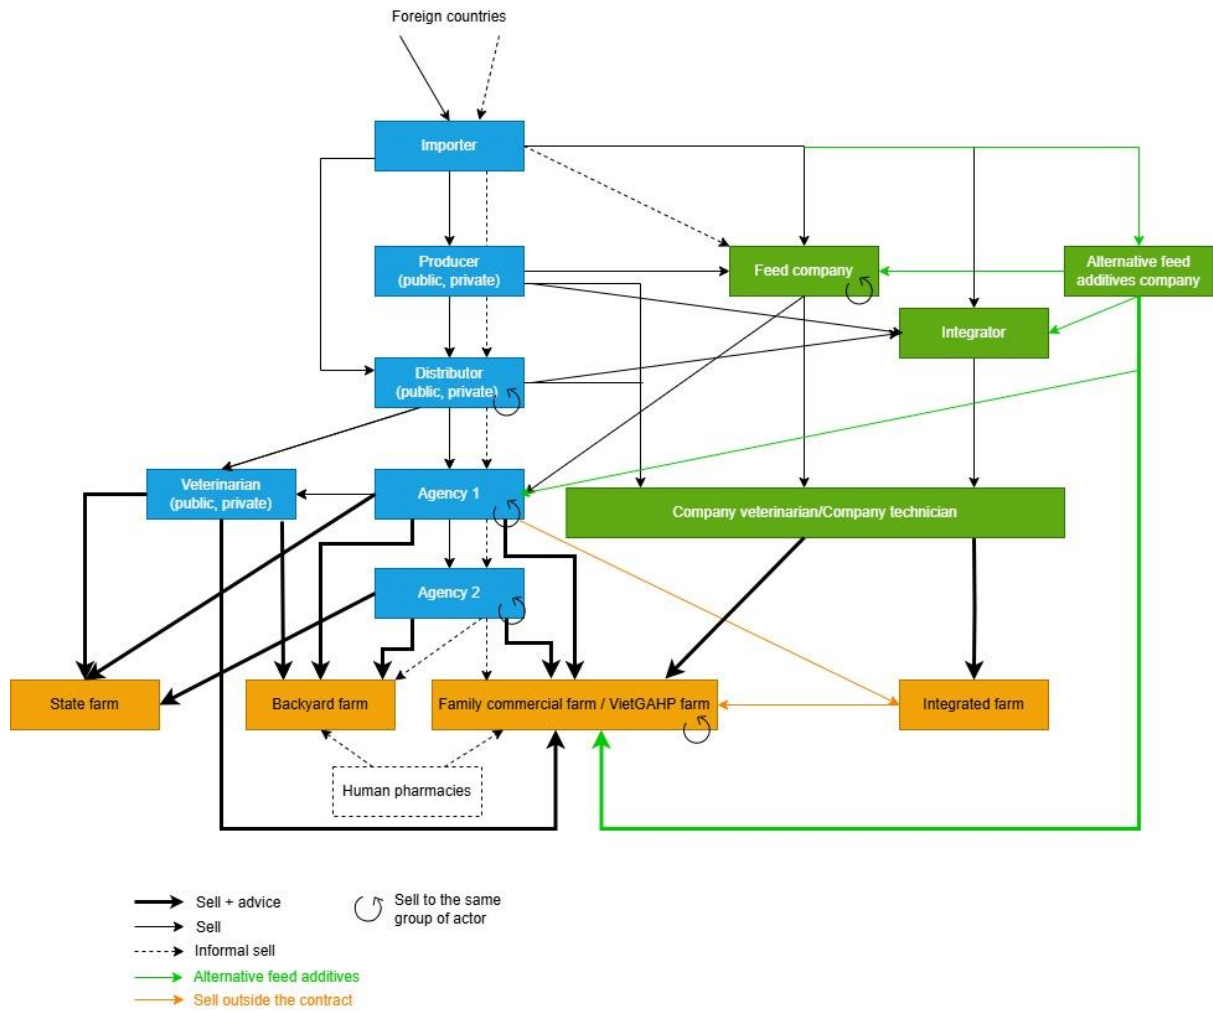 Foreign countries
Importer
Producer
(public, private)
Feed company
Alternative feed
additives company
Integrator
Distributor
(public, private)
Veterinarian
(public, private)
Agency 1
Company veterinarian/Company technician
Agency 2
State farm
Backyard farm
Family commercial farm / VietGAHP farm
Integrated farm
Human pharmacies
Sell + advice
Sell
Informal sell
Alternative feed additives
Sell outside the contract
Sell to the same
group of actor